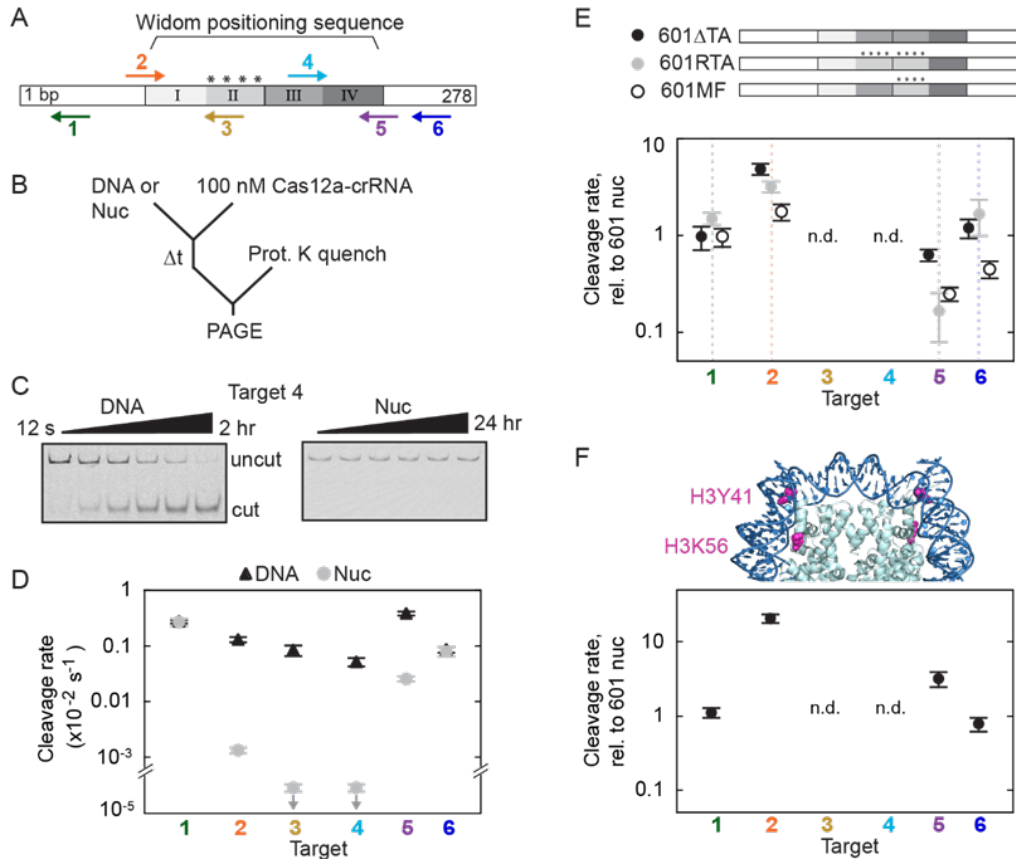 A
Widom positioning sequence
2
4
* * * *
1 bp
I
II
III
IV
278
1
3
5
6
B
DNA or
Nuc
100 nM Cas12a-crRNA
Δt
Prot. K quench
PAGE
C
Target 4
DNA
Nuc
12 s
2 hr
24 hr
uncut
cut
D
DNA
Nuc
Cleavage rate
(x10⁻² s⁻¹)
1
0.1
0.01
10⁻³
10⁻⁵
1 2 3 4 5 6
Target
E
601ΔTA
601RTA
**** ****
601MF
****
Cleavage rate,
rel. to 601 nuc
10
1
0.1
n.d. n.d.
1 2 3 4 5 6
Target
F
H3Y41
H3K56
Cleavage rate,
rel. to 601 nuc
10
1
0.1
n.d. n.d.
1 2 3 4 5 6
Target